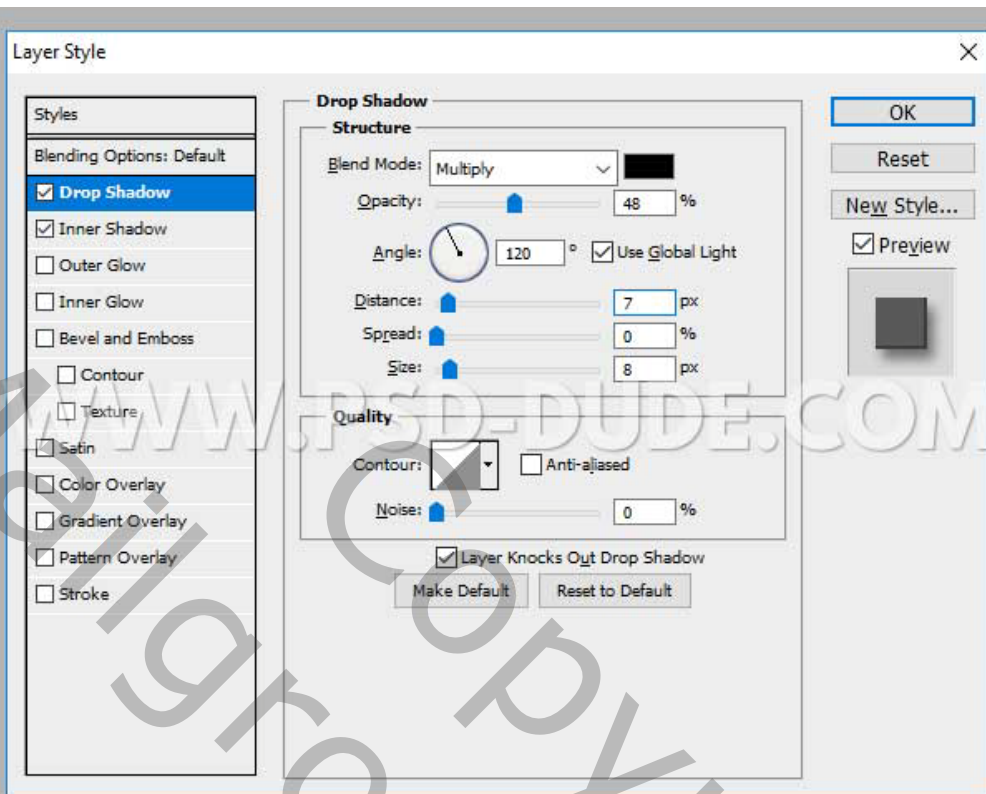 Layer Style
Styles
Blending Options: Default
Drop Shadow
Inner Shadow
Outer Glow
Inner Glow
Bevel and Emboss
Contour
Texture
Satin
Color Overlay
Gradient Overlay
Pattern Overlay
Stroke
Drop Shadow
Structure
Blend Mode: Multiply
Opacity: 48 %
Angle: 120 ° Use Global Light
Distance: 7 px
Spread: 0 %
Size: 8 px
Quality
Contour: Anti-aliased
Noise: 0 %
Layer Knocks Out Drop Shadow
Make Default Reset to Default
OK
Reset
New Style...
Preview
WWW.PSD-DUDE.COM